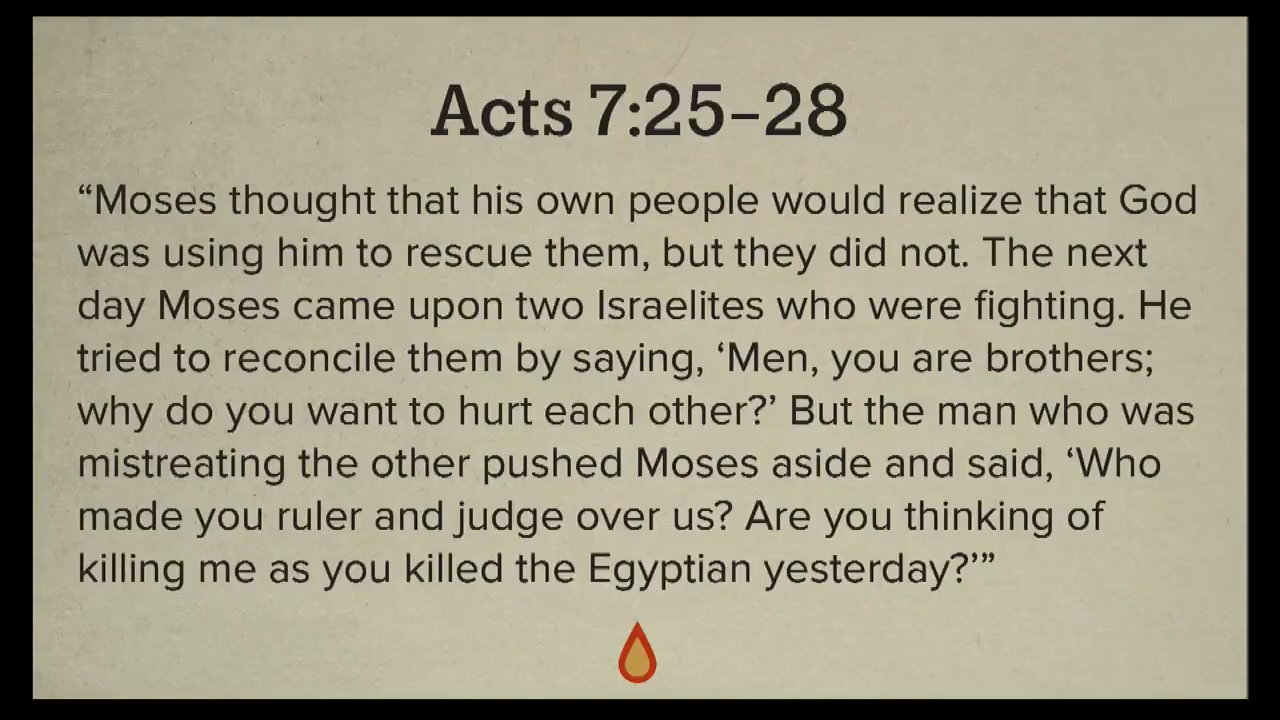 Acts 7:25–28
“Moses thought that his own people would realize that God
was using him to rescue them, but they did not. The next
day Moses came upon two Israelites who were fighting. He
tried to reconcile them by saying, ‘Men, you are brothers;
why do you want to hurt each other?’ But the man who was
mistreating the other pushed Moses aside and said, ‘Who
made you ruler and judge over us? Are you thinking of
killing me as you killed the Egyptian yesterday?’”